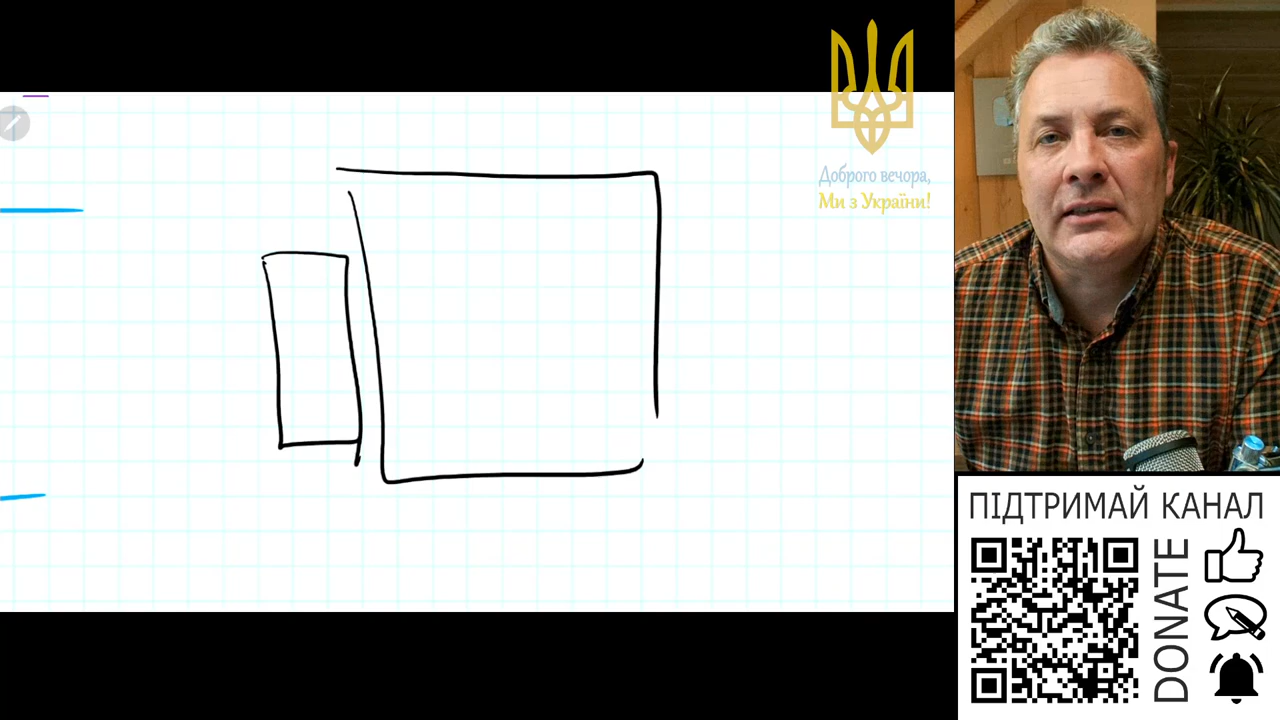 Доброго вечора,
Ми з України!
ПІДТРИМАЙ КАНАЛ
DONATE